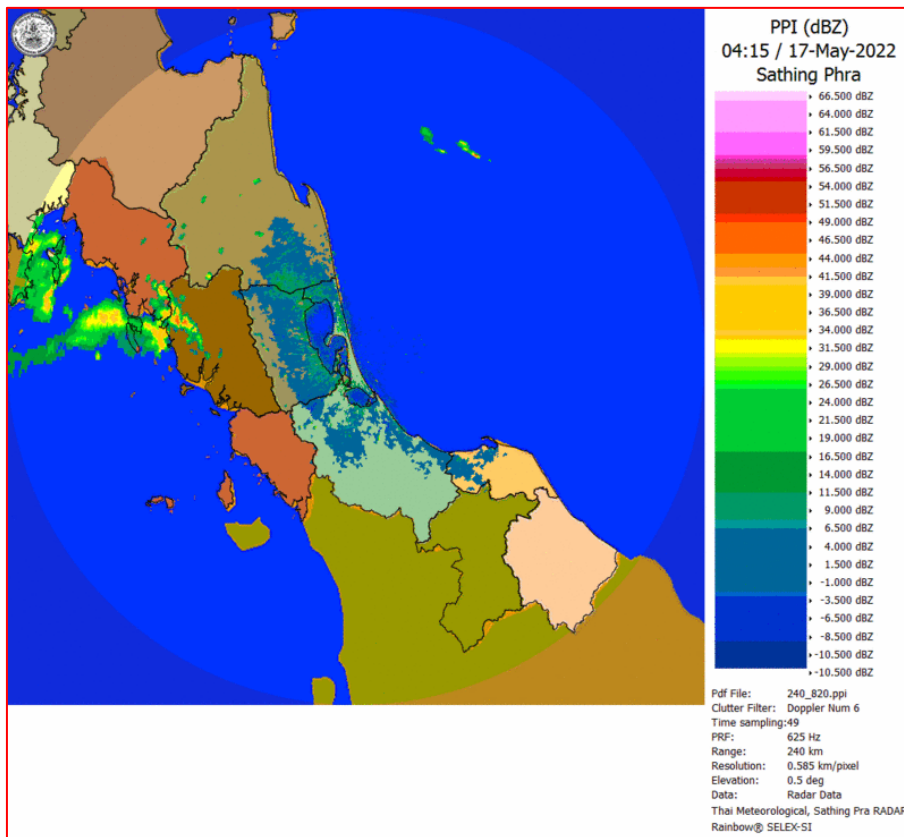 PPI (dBZ)
04:15 / 17-May-2022
Sathing Phra
66.500 dBZ
64.000 dBZ
61.500 dBZ
59.500 dBZ
56.500 dBZ
54.000 dBZ
51.500 dBZ
49.000 dBZ
46.500 dBZ
44.000 dBZ
41.500 dBZ
39.000 dBZ
36.500 dBZ
34.000 dBZ
31.500 dBZ
29.000 dBZ
26.500 dBZ
24.000 dBZ
21.500 dBZ
19.000 dBZ
16.500 dBZ
11.500 dBZ
9.000 dBZ
6.500 dBZ
4.000 dBZ
1.500 dBZ
-1.000 dBZ
-3.500 dBZ
-8.500 dBZ
-10.500 dBZ
-10.500 dBZ
Pdf File: 240_820.ppi
Clutter Filter: Doppler Num 6
Time sampling:49
PRF: 625 Hz
Range: 240 km
Resolution: 0.585 km/pixel
Elevation: 0.5 deg
Data: Radar Data
Thai Meteorological, Sathing Pra RADAR
Rainbow® SELEX-SI